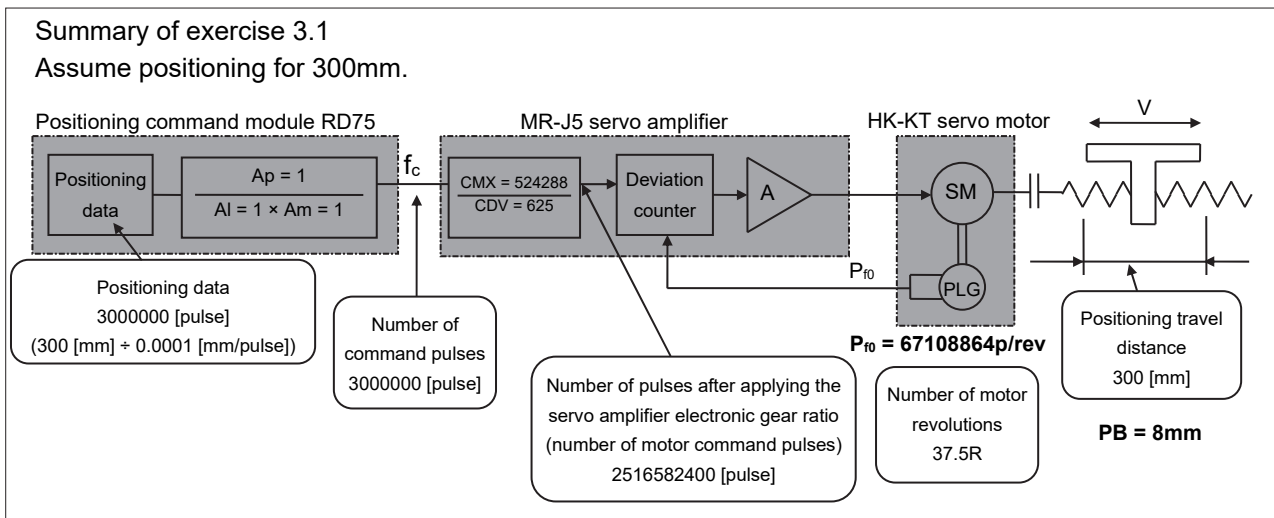 Summary of exercise 3.1
Assume positioning for 300mm.
Positioning command module RD75
MR-J5 servo amplifier
HK-KT servo motor
V
Positioning
data
Ap = 1
Al = 1 × Am = 1
fc
CMX = 524288
CDV = 625
Deviation
counter
A
SM
PLG
Pf0
Pf0 = 67108864p/rev
Positioning data
3000000 [pulse]
(300 [mm] ÷ 0.0001 [mm/pulse])
Number of
command pulses
3000000 [pulse]
Number of pulses after applying the
servo amplifier electronic gear ratio
(number of motor command pulses)
2516582400 [pulse]
Number of motor
revolutions
37.5R
Positioning travel
distance
300 [mm]
PB = 8mm